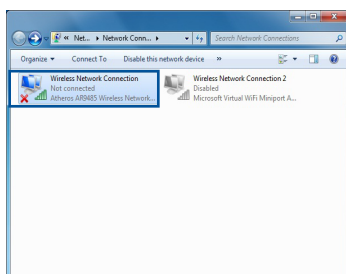 « Net... ▸ Network Conn... ▸
Search Network Connections
Organize ▾ Connect To Disable this network device »
Wireless Network Connection
Not connected
Atheros AR9485 Wireless Network...
Wireless Network Connection 2
Disabled
Microsoft Virtual WiFi Miniport A...